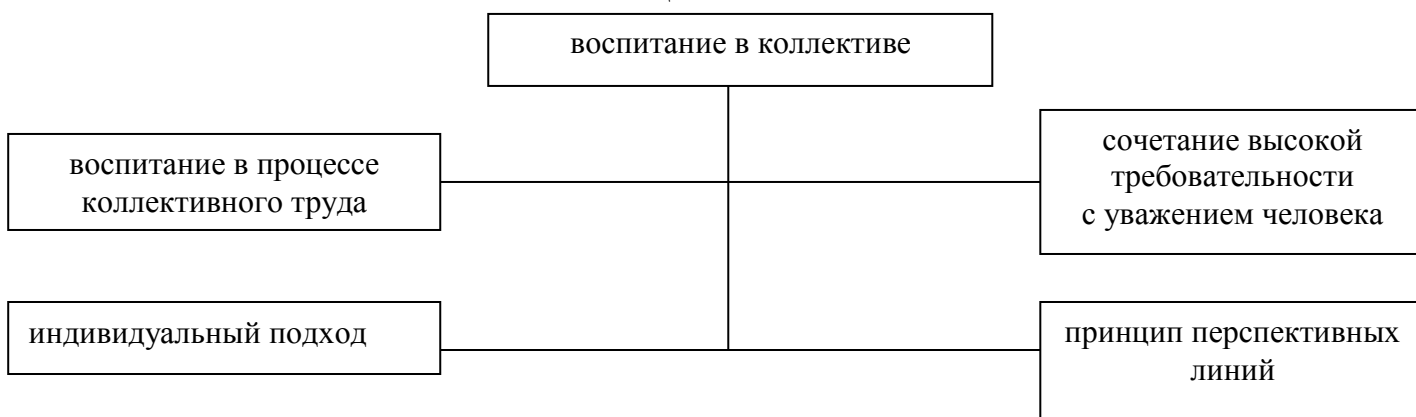 воспитание в коллективе
воспитание в процессе
коллективного труда
сочетание высокой
требовательности
с уважением человека
индивидуальный подход
принцип перспективных
линий